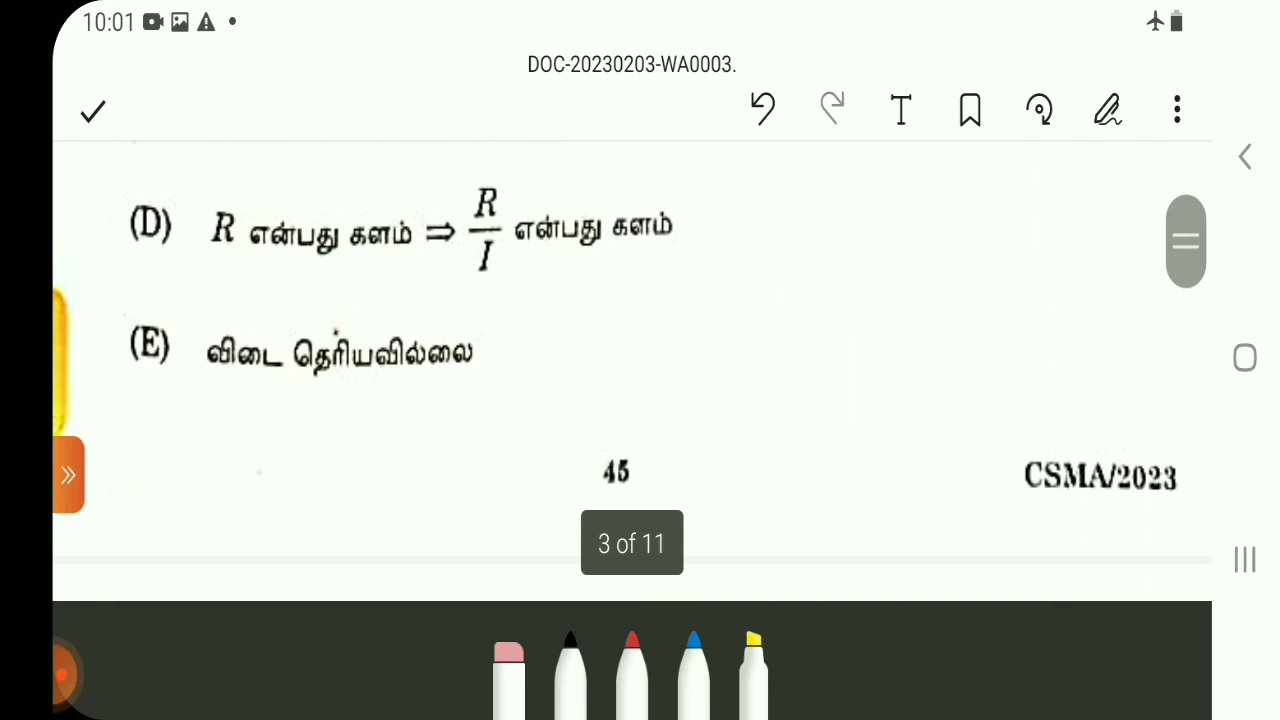 10:01
DOC-20230203-WA0003.
T
(D) R என்பது களம் ⇒ R/I என்பது களம்
(E) விடை தெரியவில்லை
45 CSMA/2023
3 of 11